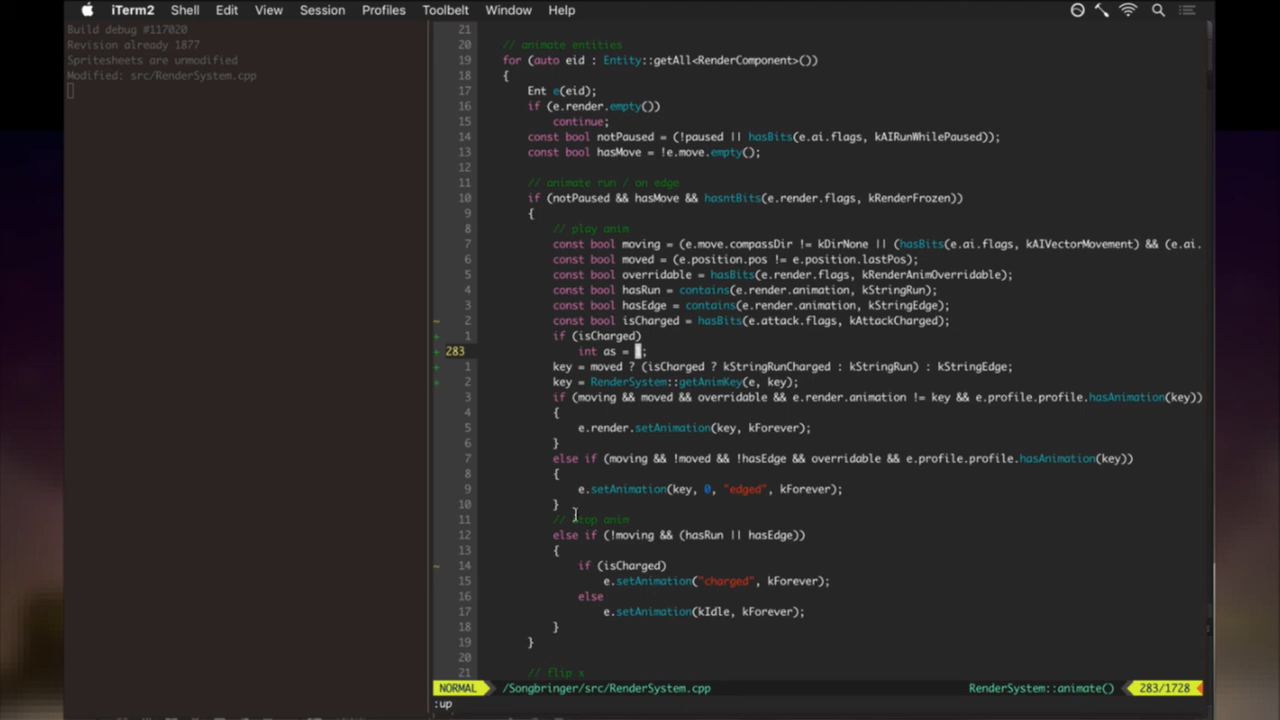 iTerm2 Shell Edit View Session Profiles Toolbelt Window Help
Build debug #117020
Revision already 1877
Spritesheets are unmodified
Modified: src/RenderSystem.cpp
21
20 // animate entities
19 for (auto eid : Entity::getAll<RenderComponent>())
18 {
17 Ent e(eid);
16 if (e.render.empty())
15 continue;
14 const bool notPaused = (!paused || hasBits(e.ai.flags, kAIRunWhilePaused));
13 const bool hasMove = !e.move.empty();
12
11 // animate run / on edge
10 if (notPaused && hasMove && hasntBits(e.render.flags, kRenderFrozen))
9 {
8 // play anim
7 const bool moving = (e.move.compassDir != kDirNone || (hasBits(e.ai.flags, kAIVectorMovement) && (e.ai.
6 const bool moved = (e.position.pos != e.position.lastPos);
5 const bool overridable = hasBits(e.render.flags, kRenderAnimOverridable);
4 const bool hasRun = contains(e.render.animation, kStringRun);
3 const bool hasEdge = contains(e.render.animation, kStringEdge);
~ 2 const bool isCharged = hasBits(e.attack.flags, kAttackCharged);
+ 1 if (isCharged)
+ 283 int as = ;
+ 1 key = moved ? (isCharged ? kStringRunCharged : kStringRun) : kStringEdge;
+ 2 key = RenderSystem::getAnimKey(e, key);
3 if (moving && moved && overridable && e.render.animation != key && e.profile.profile.hasAnimation(key))
4 {
5 e.render.setAnimation(key, kForever);
6 }
7 else if (moving && !moved && !hasEdge && overridable && e.profile.profile.hasAnimation(key))
8 {
9 e.setAnimation(key, 0, "edged", kForever);
10 }
11 // stop anim
12 else if (!moving && (hasRun || hasEdge))
13 {
~ 14 if (isCharged)
15 e.setAnimation("charged", kForever);
16 else
17 e.setAnimation(kIdle, kForever);
18 }
19 }
20
21 // flip x
NORMAL /Songbringer/src/RenderSystem.cpp RenderSystem::animate() 283/1728
:up